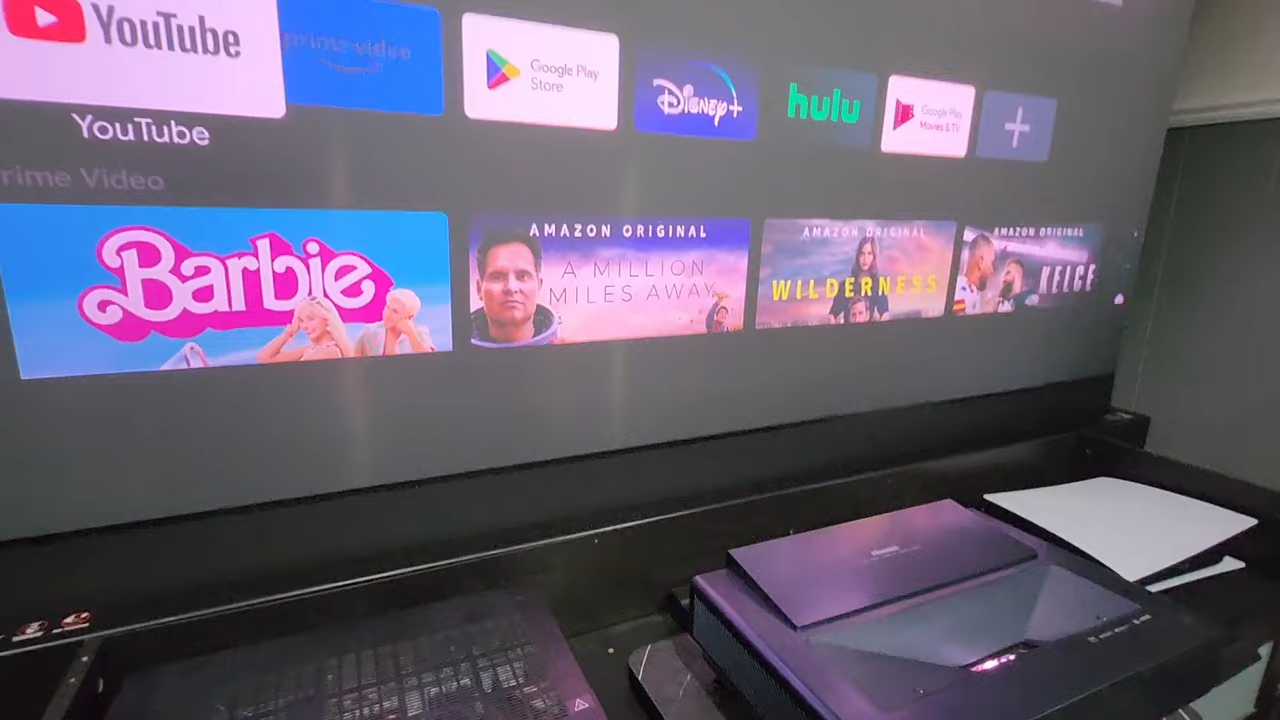 YouTube
prime video
Google Play
Store
Disney+
hulu
Google Play
Movies & TV
YouTube
rime Video
Barbie
AMAZON ORIGINAL
A MILLION
MILES AWAY
AMAZON ORIGINAL
WILDERNESS
AMAZON ORIGINAL
KELCE